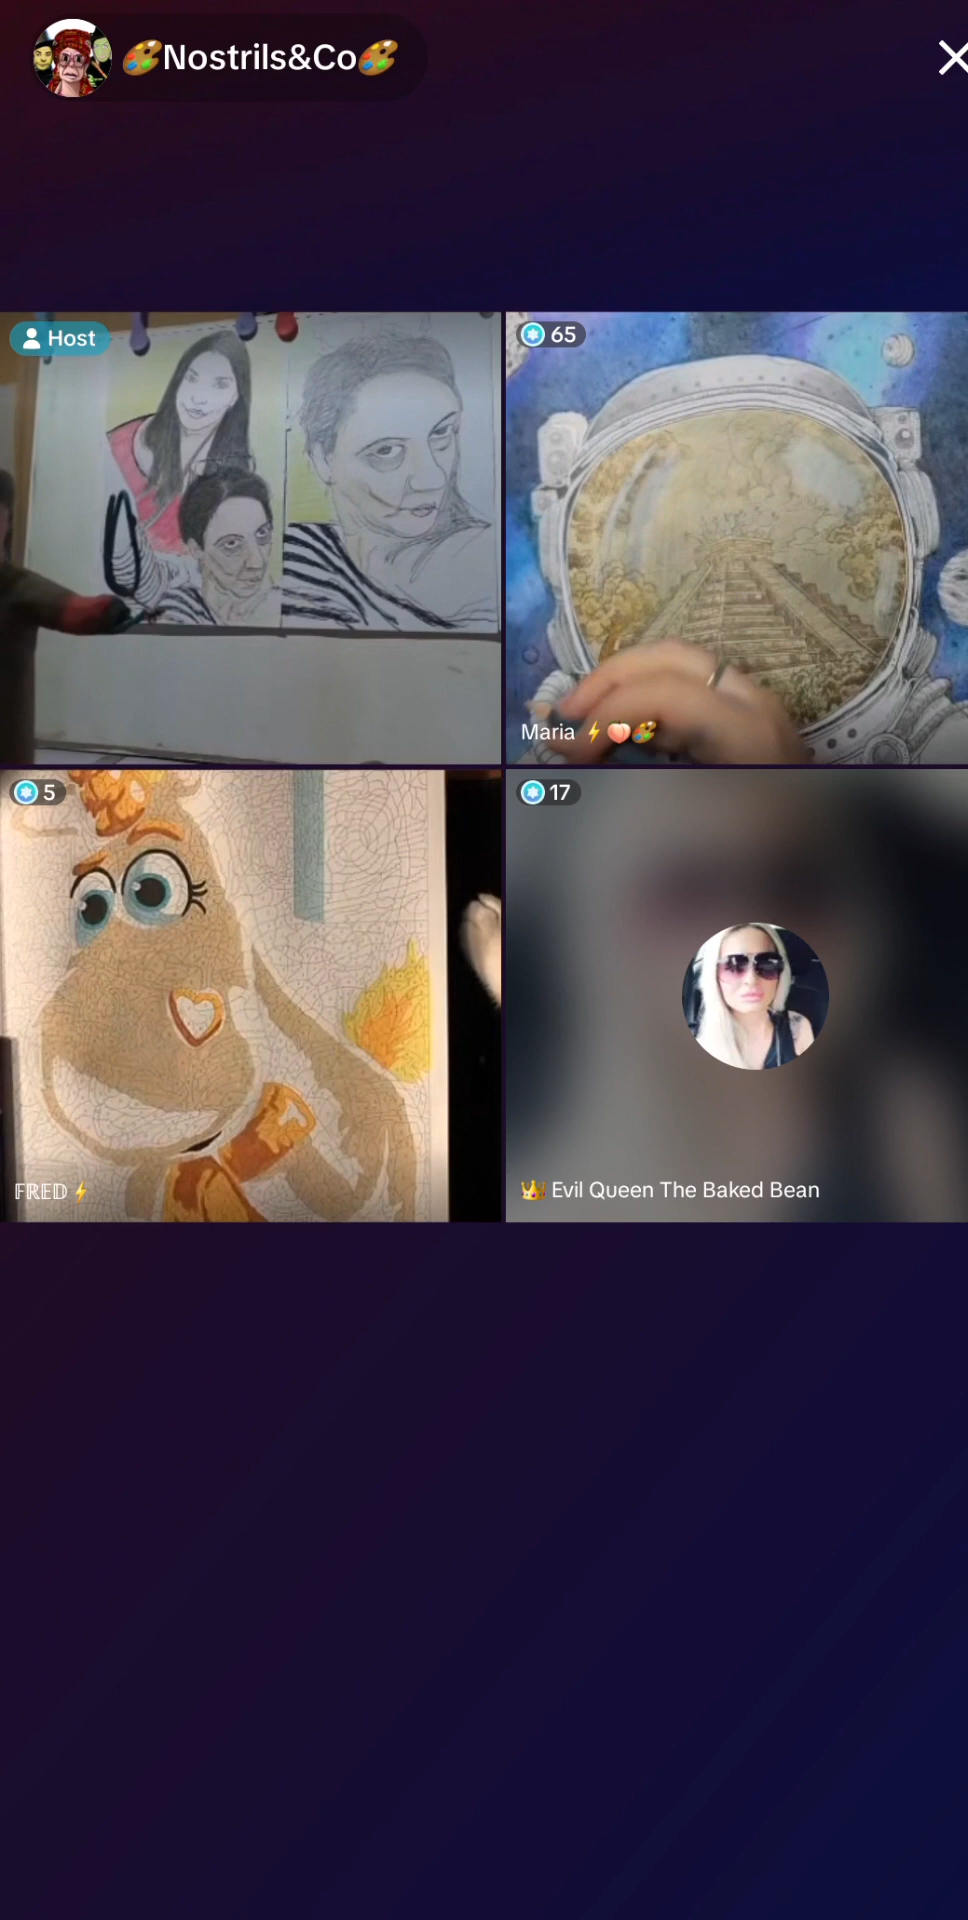 🎨Nostrils&Co🎨
Host
65
Maria ⚡🍑🎨
5
17
𝔽ℝ𝔼𝔻⚡
👑 Evil Queen The Baked Bean